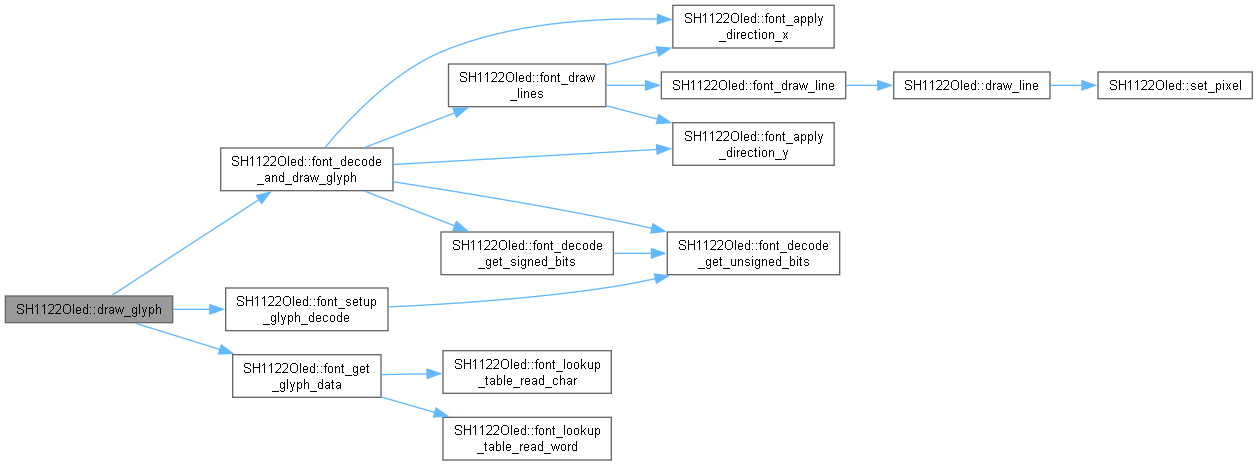 SH1122Oled::draw_glyph
SH1122Oled::font_decode
_and_draw_glyph
SH1122Oled::font_setup
_glyph_decode
SH1122Oled::font_get
_glyph_data
SH1122Oled::font_draw
_lines
SH1122Oled::font_decode
_get_signed_bits
SH1122Oled::font_lookup
_table_read_char
SH1122Oled::font_lookup
_table_read_word
SH1122Oled::font_apply
_direction_x
SH1122Oled::font_draw_line
SH1122Oled::font_apply
_direction_y
SH1122Oled::font_decode
_get_unsigned_bits
SH1122Oled::draw_line
SH1122Oled::set_pixel